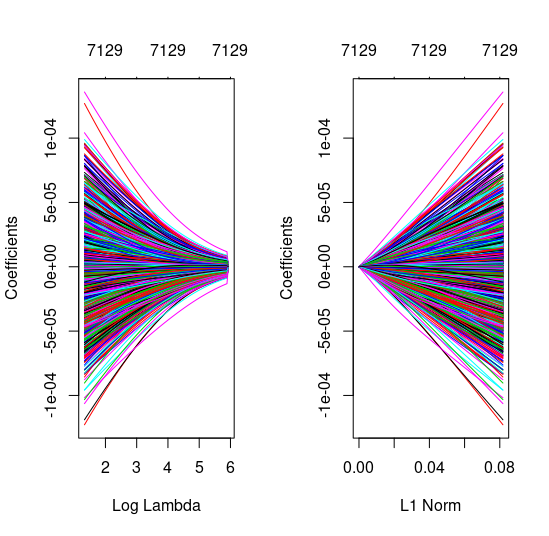 7129 7129 7129
Coefficients
1e-04
5e-05
0e+00
-5e-05
-1e-04
2 3 4 5 6
Log Lambda
7129 7129 7129
Coefficients
1e-04
5e-05
0e+00
-5e-05
-1e-04
0.00 0.04 0.08
L1 Norm